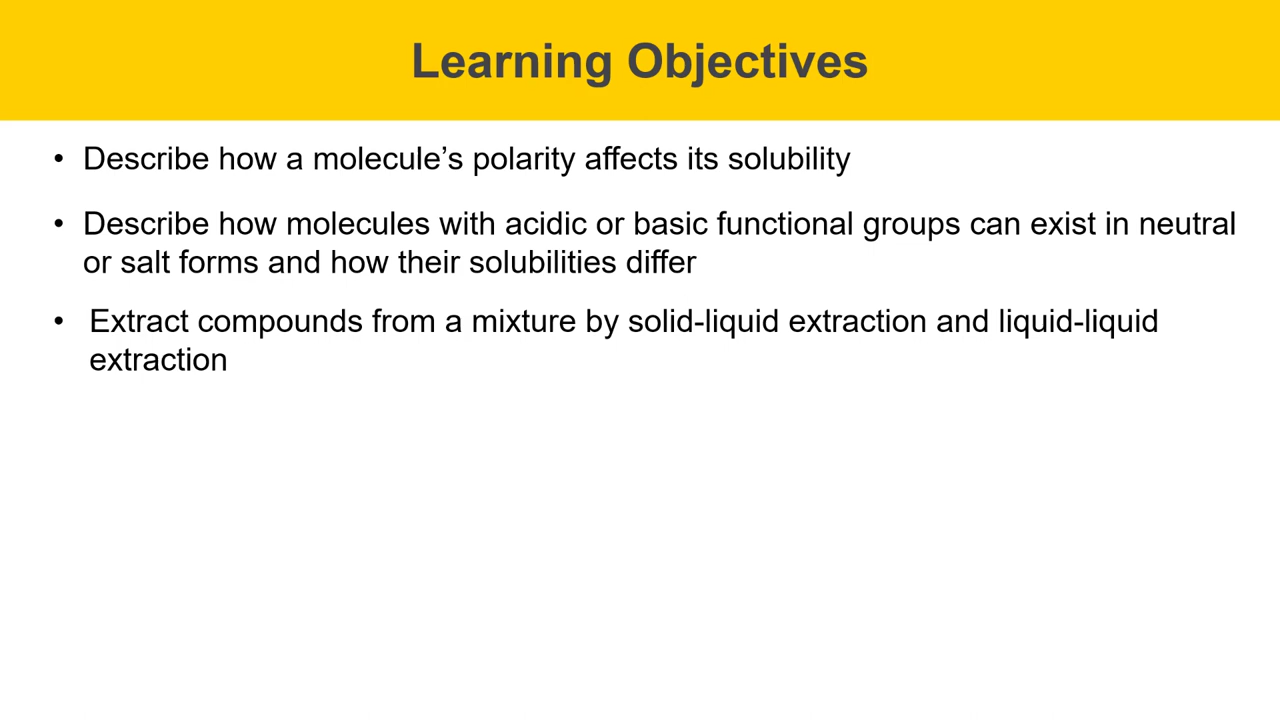 Learning Objectives
• Describe how a molecule’s polarity affects its solubility
• Describe how molecules with acidic or basic functional groups can exist in neutral
or salt forms and how their solubilities differ
• Extract compounds from a mixture by solid-liquid extraction and liquid-liquid
extraction